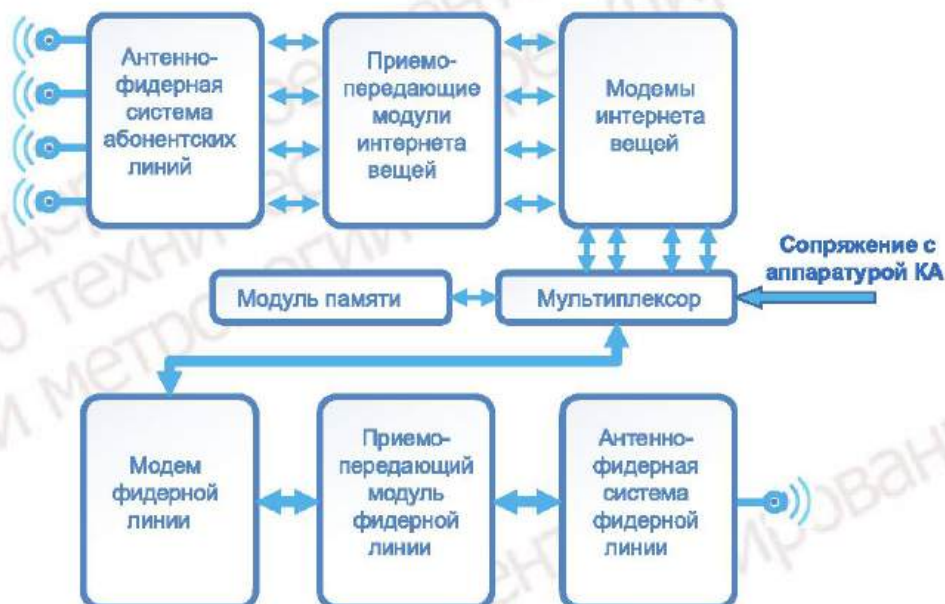 Антенно-
фидерная
система
абонентских
линий
Приемо-
передающие
модули
интернета
вещей
Модемы
интернета
вещей
Сопряжение с
аппаратурой КА
Модуль памяти
Мультиплексор
Модем
фидерной
линии
Приемо-
передающий
модуль
фидерной
линии
Антенно-
фидерная
система
фидерной
линии
и метрологии